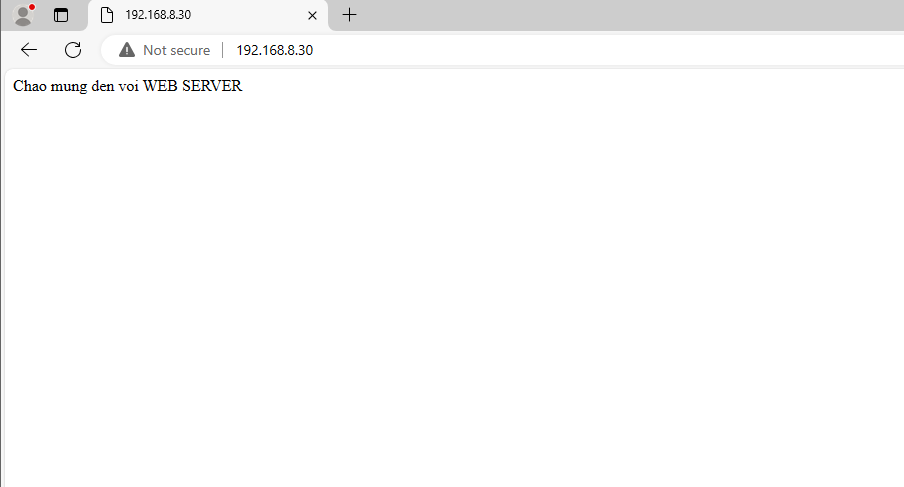 192.168.8.30
Not secure 192.168.8.30
Chao mung den voi WEB SERVER